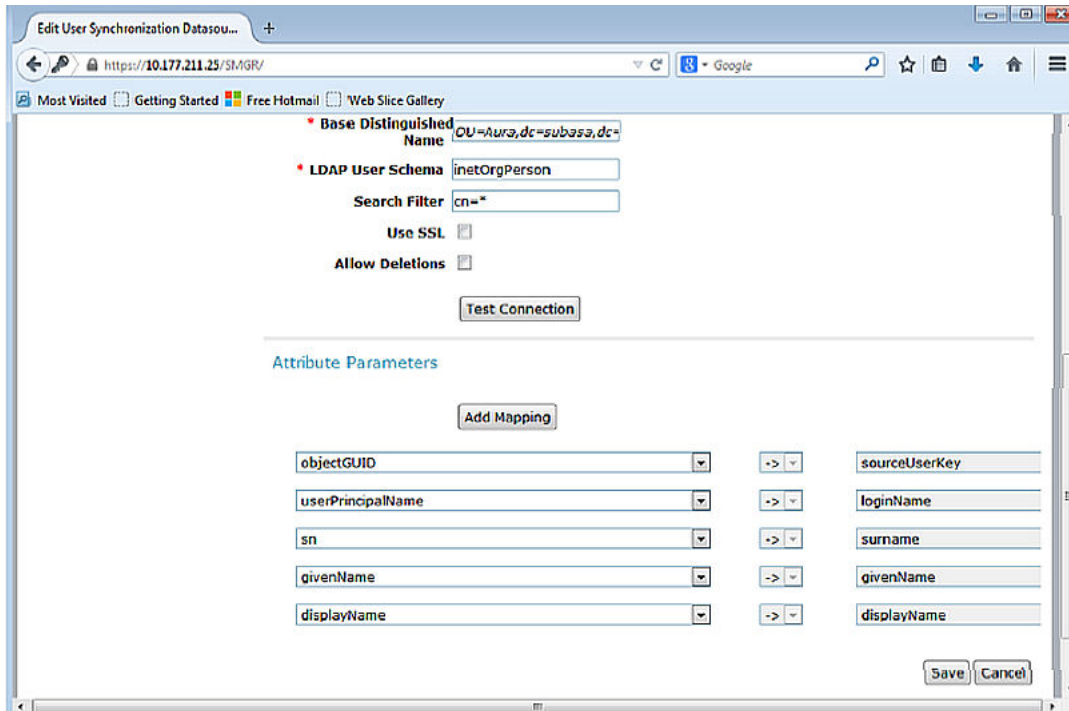 Edit User Synchronization Datasou...
https://10.177.211.25/SMGR/
Google
Most Visited Getting Started Free Hotmail Web Slice Gallery
* Base Distinguished Name OU=Aura,dc=subasa,dc=
* LDAP User Schema inetOrgPerson
Search Filter cn=*
Use SSL
Allow Deletions
Test Connection
Attribute Parameters
Add Mapping
objectGUID -> sourceUserKey
userPrincipalName -> loginName
sn -> surname
givenName -> givenName
displayName -> displayName
Save Cancel